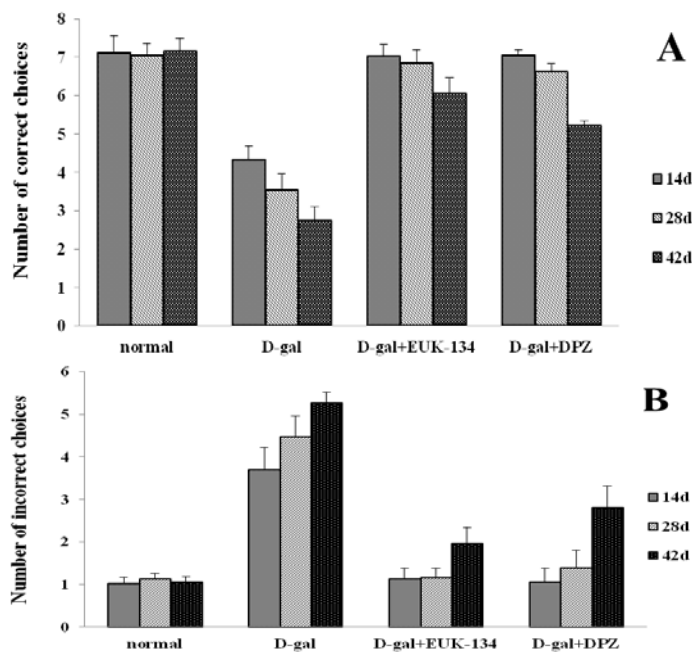 A
Number of correct choices
8
7
6
5
4
3
2
1
0
14d
28d
42d
normal
D-gal
D-gal+EUK-134
D-gal+DPZ
B
Number of incorrect choices
6
5
4
3
2
1
0
14d
28d
42d
normal
D-gal
D-gal+EUK-134
D-gal+DPZ